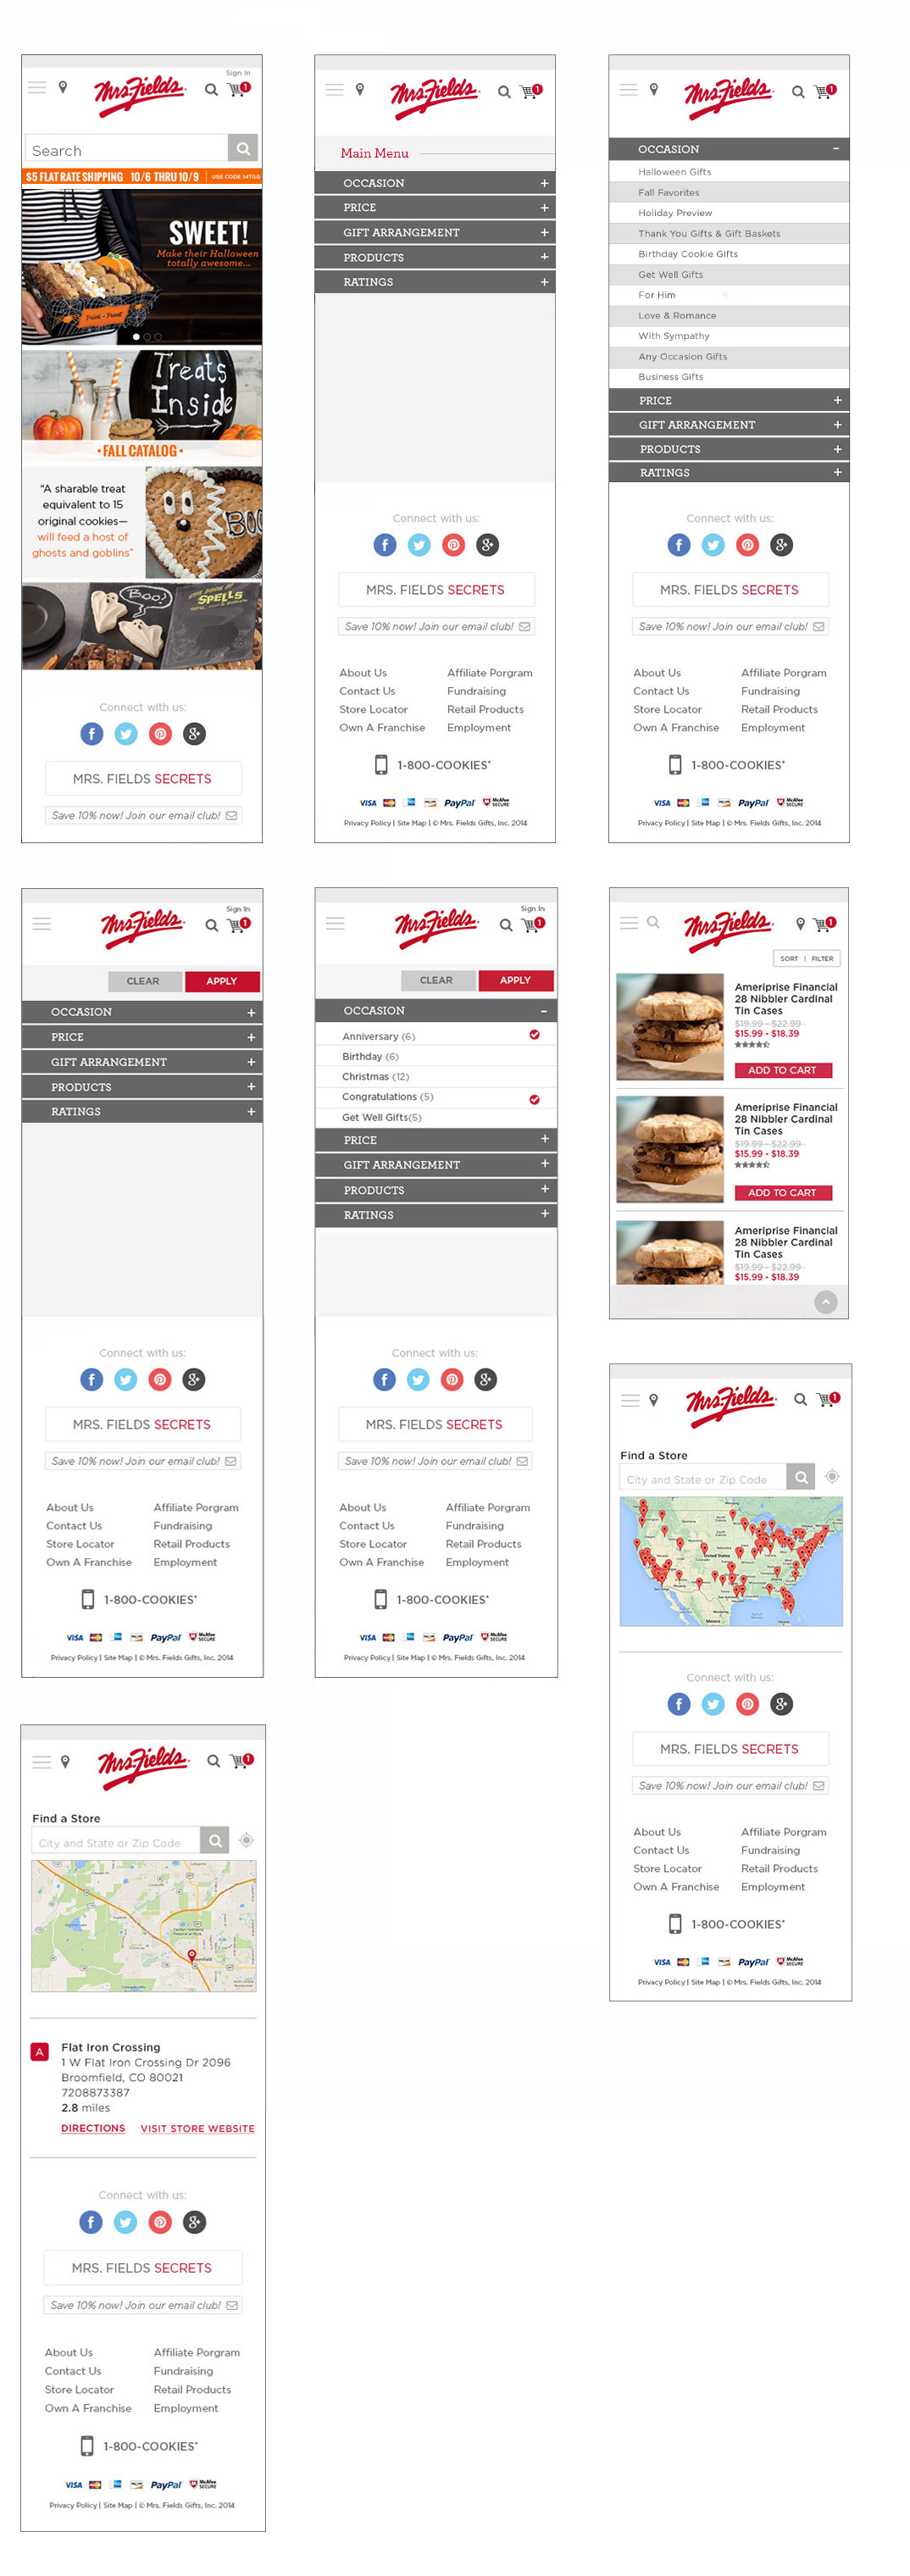 Sign In
Mrs. Fields
1
Search
$5 FLAT RATE SHIPPING 10/6 THRU 10/9 | USE CODE 14TGG
SWEET!
Make their Halloween
totally awesome...
Trick or Treat
Treats
Inside
• FALL CATALOG •
“A sharable treat
equivalent to 15
original cookies—
will feed a host of
ghosts and goblins”
BOO
Boo!
SPELLS
Connect with us:
MRS. FIELDS SECRETS
Save 10% now! Join our email club!
Mrs. Fields
1
Main Menu
OCCASION +
PRICE +
GIFT ARRANGEMENT +
PRODUCTS +
RATINGS +
Connect with us:
MRS. FIELDS SECRETS
Save 10% now! Join our email club!
About Us Affiliate Porgram
Contact Us Fundraising
Store Locator Retail Products
Own A Franchise Employment
1-800-COOKIES*
VISA PayPal McAfee SECURE
Privacy Policy | Site Map | © Mrs. Fields Gifts, Inc. 2014
Mrs. Fields
1
OCCASION -
Halloween Gifts
Fall Favorites
Holiday Preview
Thank You Gifts & Gift Baskets
Birthday Cookie Gifts
Get Well Gifts
For Him
Love & Romance
With Sympathy
Any Occasion Gifts
Business Gifts
PRICE +
GIFT ARRANGEMENT +
PRODUCTS +
RATINGS +
Connect with us:
MRS. FIELDS SECRETS
Save 10% now! Join our email club!
About Us Affiliate Porgram
Contact Us Fundraising
Store Locator Retail Products
Own A Franchise Employment
1-800-COOKIES*
VISA PayPal McAfee SECURE
Privacy Policy | Site Map | © Mrs. Fields Gifts, Inc. 2014
Sign In
Mrs. Fields
1
CLEAR APPLY
OCCASION +
PRICE +
GIFT ARRANGEMENT +
PRODUCTS +
RATINGS +
Connect with us:
MRS. FIELDS SECRETS
Save 10% now! Join our email club!
About Us Affiliate Porgram
Contact Us Fundraising
Store Locator Retail Products
Own A Franchise Employment
1-800-COOKIES*
VISA PayPal McAfee SECURE
Privacy Policy | Site Map | © Mrs. Fields Gifts, Inc. 2014
Sign In
Mrs. Fields
1
CLEAR APPLY
OCCASION -
Anniversary (6)
Birthday (6)
Christmas (12)
Congratulations (5)
Get Well Gifts(5)
PRICE +
GIFT ARRANGEMENT +
PRODUCTS +
RATINGS +
Connect with us:
MRS. FIELDS SECRETS
Save 10% now! Join our email club!
About Us Affiliate Porgram
Contact Us Fundraising
Store Locator Retail Products
Own A Franchise Employment
1-800-COOKIES*
VISA PayPal McAfee SECURE
Privacy Policy | Site Map | © Mrs. Fields Gifts, Inc. 2014
Mrs. Fields
1
SORT | FILTER
Ameriprise Financial
28 Nibbler Cardinal
Tin Cases
$19.99 - $22.99
$15.99 - $18.39
ADD TO CART
Ameriprise Financial
28 Nibbler Cardinal
Tin Cases
$19.99 - $22.99
$15.99 - $18.39
ADD TO CART
Ameriprise Financial
28 Nibbler Cardinal
Tin Cases
$19.99 - $22.99
$15.99 - $18.39
Mrs. Fields
1
Find a Store
City and State or Zip Code
United States
Mexico
Connect with us:
MRS. FIELDS SECRETS
Save 10% now! Join our email club!
About Us Affiliate Porgram
Contact Us Fundraising
Store Locator Retail Products
Own A Franchise Employment
1-800-COOKIES*
VISA PayPal McAfee SECURE
Privacy Policy | Site Map | © Mrs. Fields Gifts, Inc. 2014
Mrs. Fields
1
Find a Store
City and State or Zip Code
A Flat Iron Crossing
1 W Flat Iron Crossing Dr 2096
Broomfield, CO 80021
7208873387
2.8 miles
DIRECTIONS VISIT STORE WEBSITE
Connect with us:
MRS. FIELDS SECRETS
Save 10% now! Join our email club!
About Us Affiliate Porgram
Contact Us Fundraising
Store Locator Retail Products
Own A Franchise Employment
1-800-COOKIES*
VISA PayPal McAfee SECURE
Privacy Policy | Site Map | © Mrs. Fields Gifts, Inc. 2014